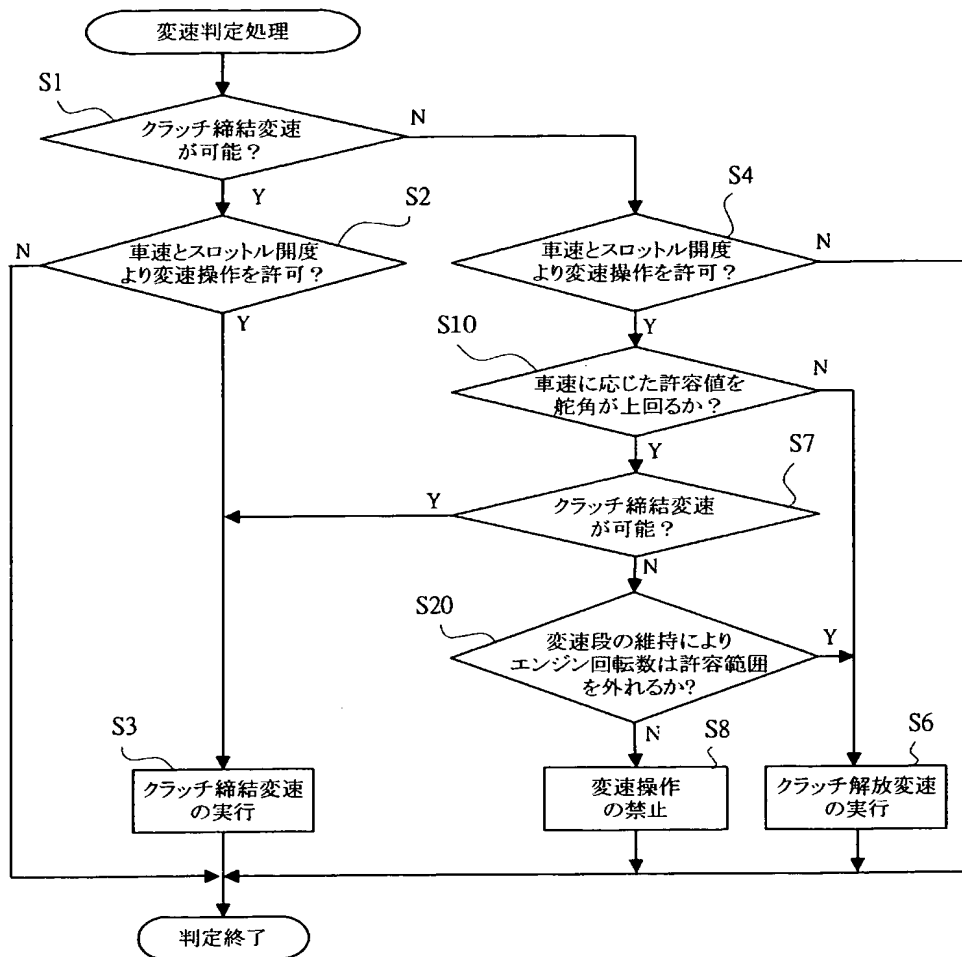 変速判定処理
S1
クラッチ締結変速
が可能?
N
Y
S2
車速とスロットル開度
より変速操作を許可?
N
Y
S4
車速とスロットル開度
より変速操作を許可?
N
Y
S10
車速に応じた許容値を
舵角が上回るか?
N
Y
S7
クラッチ締結変速
が可能?
Y
N
S20
変速段の維持により
エンジン回転数は許容範囲
を外れるか?
Y
N
S3
クラッチ締結変速
の実行
S8
変速操作
の禁止
S6
クラッチ解放変速
の実行
判定終了